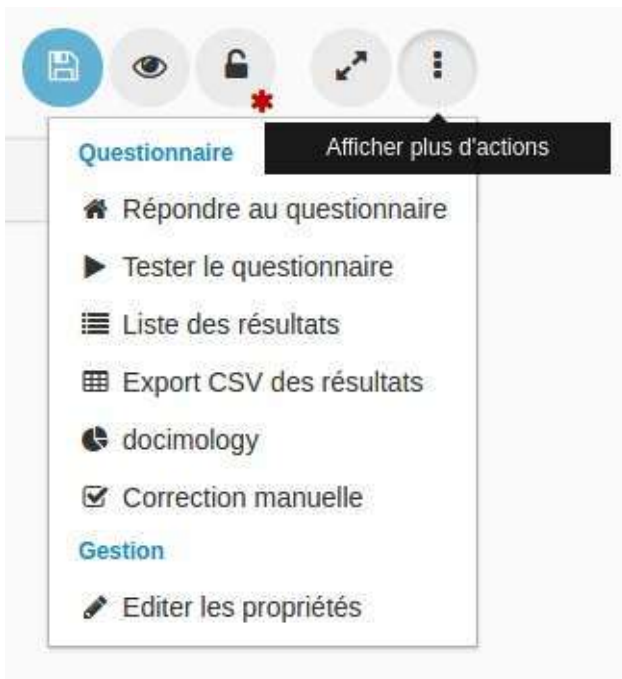 Questionnaire
Afficher plus d'actions
Répondre au questionnaire
Tester le questionnaire
Liste des résultats
Export CSV des résultats
docimology
Correction manuelle
Gestion
Editer les propriétés